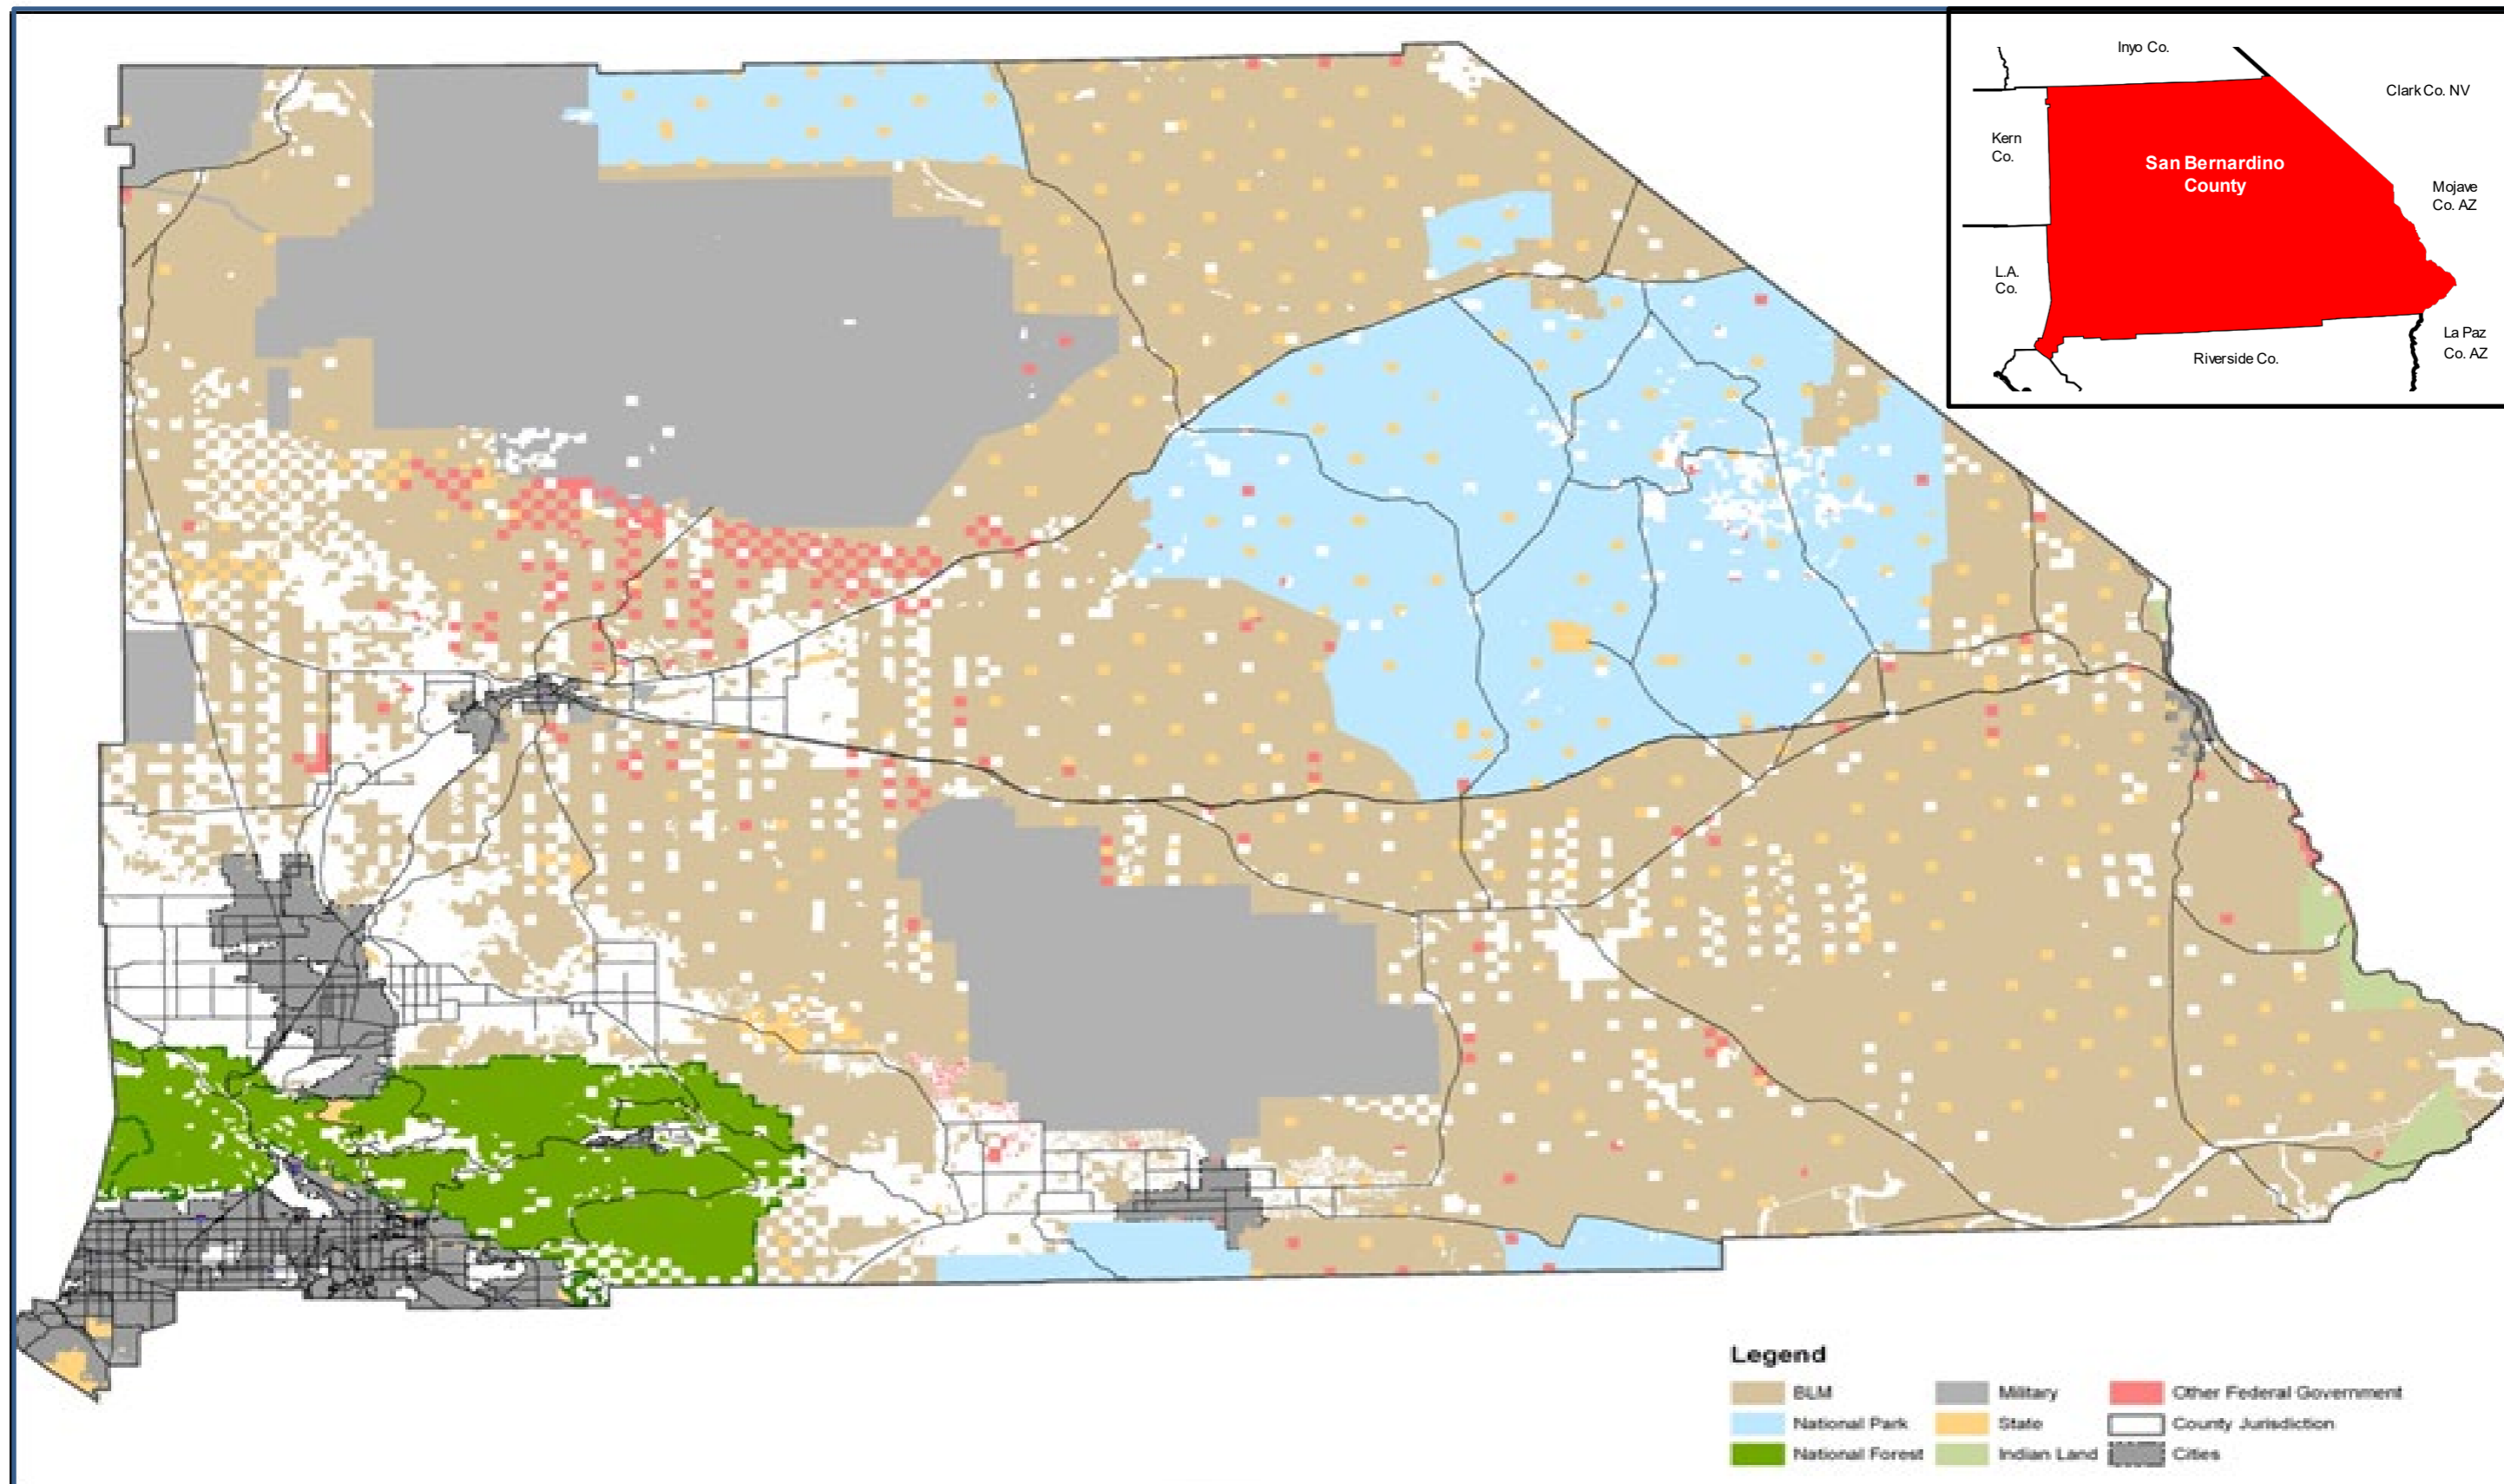 Inyo Co.
Clark Co. NV
Kern
Co.
San Bernardino
County
Mojave
Co. AZ
L.A.
Co.
La Paz
Co. AZ
Riverside Co.
Legend
BLM
Military
Other Federal Government
National Park
State
County Jurisdiction
National Forest
Indian Land
Cities